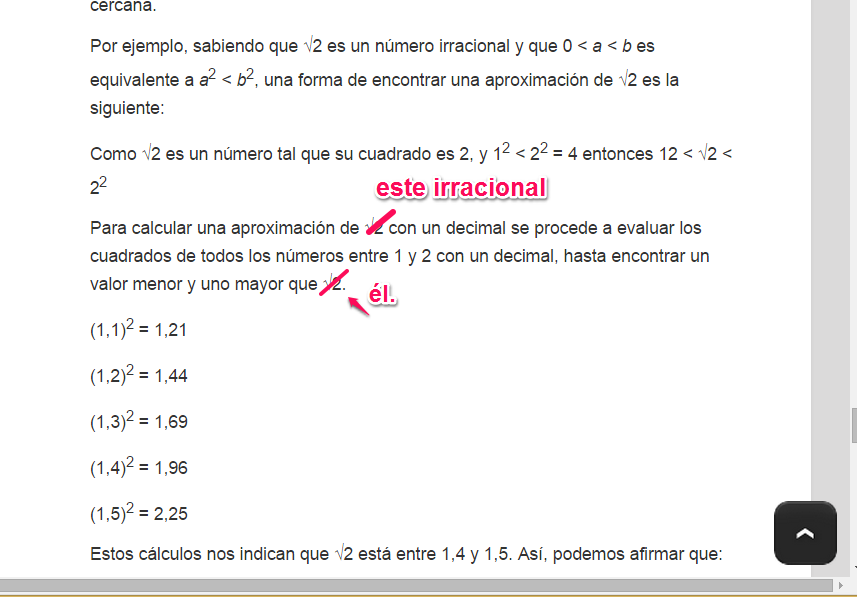 cercana.
Por ejemplo, sabiendo que √2 es un número irracional y que 0 < a < b es
equivalente a a² < b², una forma de encontrar una aproximación de √2 es la
siguiente:
Como √2 es un número tal que su cuadrado es 2, y 1² < 2² = 4 entonces 12 < √2 <
2²
este irracional
Para calcular una aproximación de √2 con un decimal se procede a evaluar los
cuadrados de todos los números entre 1 y 2 con un decimal, hasta encontrar un
valor menor y uno mayor que √2.
él.
(1,1)² = 1,21
(1,2)² = 1,44
(1,3)² = 1,69
(1,4)² = 1,96
(1,5)² = 2,25
Estos cálculos nos indican que √2 está entre 1,4 y 1,5. Así, podemos afirmar que: